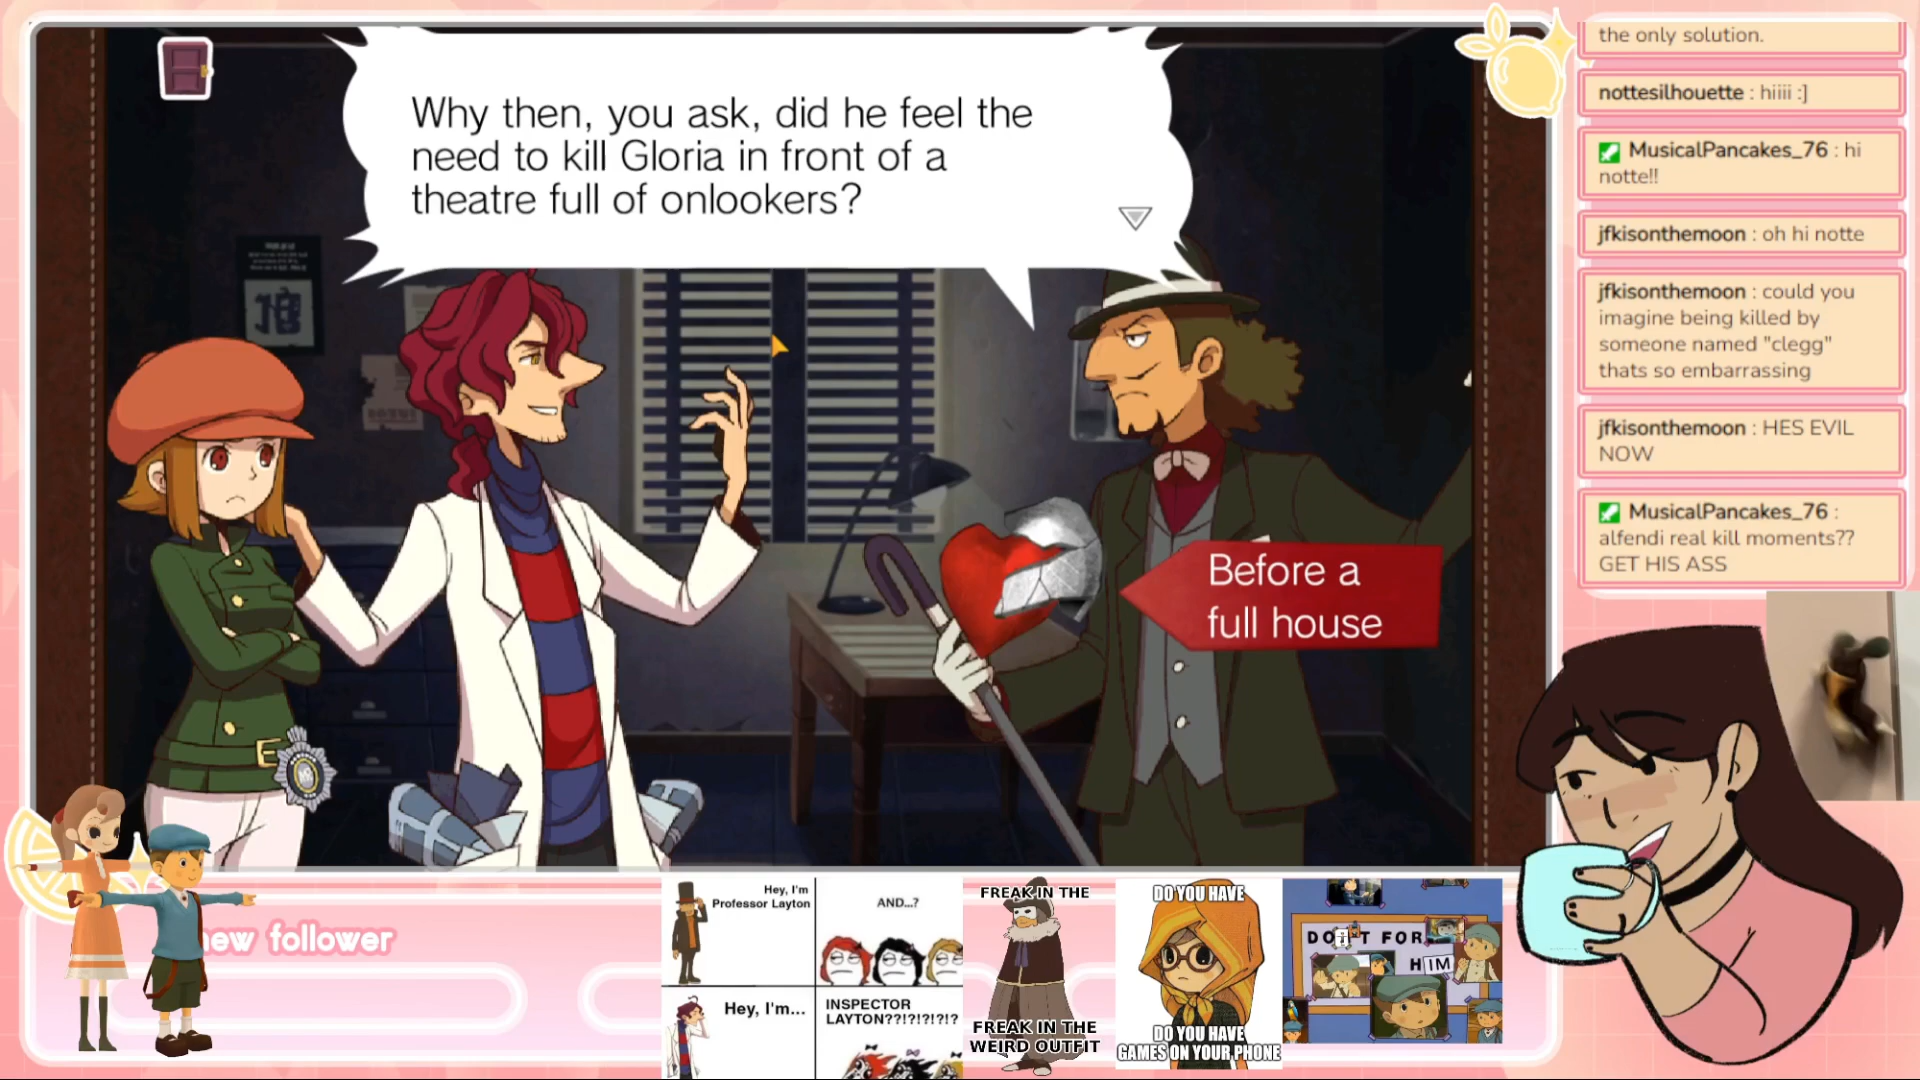 Why then, you ask, did he feel the
need to kill Gloria in front of a
theatre full of onlookers?
Before a
full house
the only solution.
nottesilhouette : hiiii :]
MusicalPancakes_76 : hi
notte!!
jfkisonthemoon : oh hi notte
jfkisonthemoon : could you
imagine being killed by
someone named "clegg"
thats so embarrassing
jfkisonthemoon : HES EVIL
NOW
MusicalPancakes_76 :
alfendi real kill moments??
GET HIS ASS
new follower
Hey, I'm
Professor Layton
AND...?
Hey, I'm...
INSPECTOR
LAYTON??!?!?!?!?
FREAK IN THE
FREAK IN THE
WEIRD OUTFIT
DO YOU HAVE
DO YOU HAVE
GAMES ON YOUR PHONE
FOR
HIM